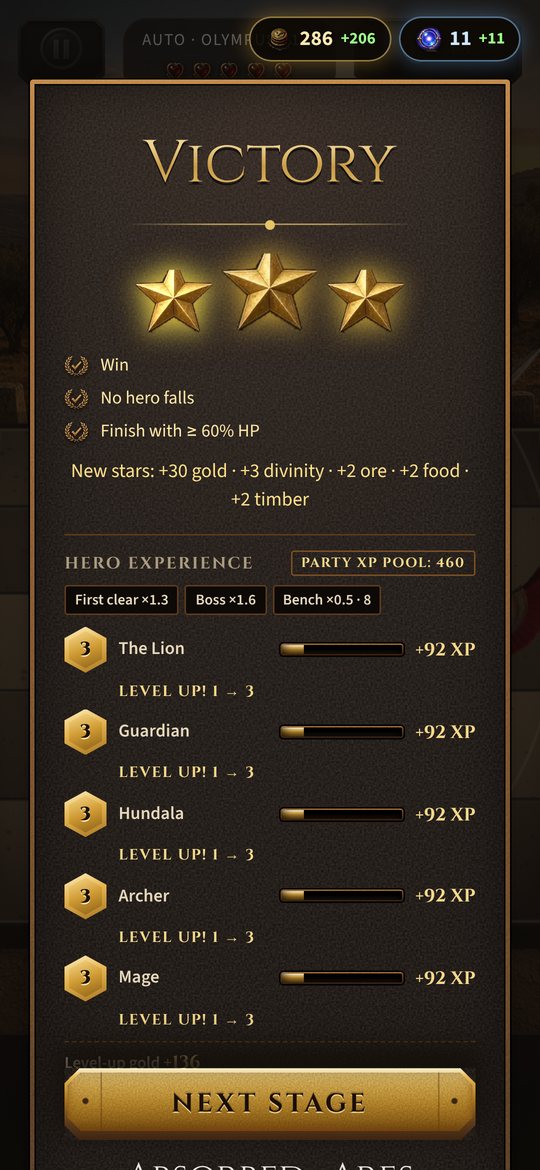 AUTO · OLYMPUS
286 +206
11 +11
VICTORY
Win
No hero falls
Finish with ≥ 60% HP
New stars: +30 gold · +3 divinity · +2 ore · +2 food ·
+2 timber
HERO EXPERIENCE
PARTY XP POOL: 460
First clear ×1.3
Boss ×1.6
Bench ×0.5 · 8
3 The Lion +92 XP
LEVEL UP! 1 → 3
3 Guardian +92 XP
LEVEL UP! 1 → 3
3 Hundala +92 XP
LEVEL UP! 1 → 3
3 Archer +92 XP
LEVEL UP! 1 → 3
3 Mage +92 XP
LEVEL UP! 1 → 3
Level-up gold +136
NEXT STAGE